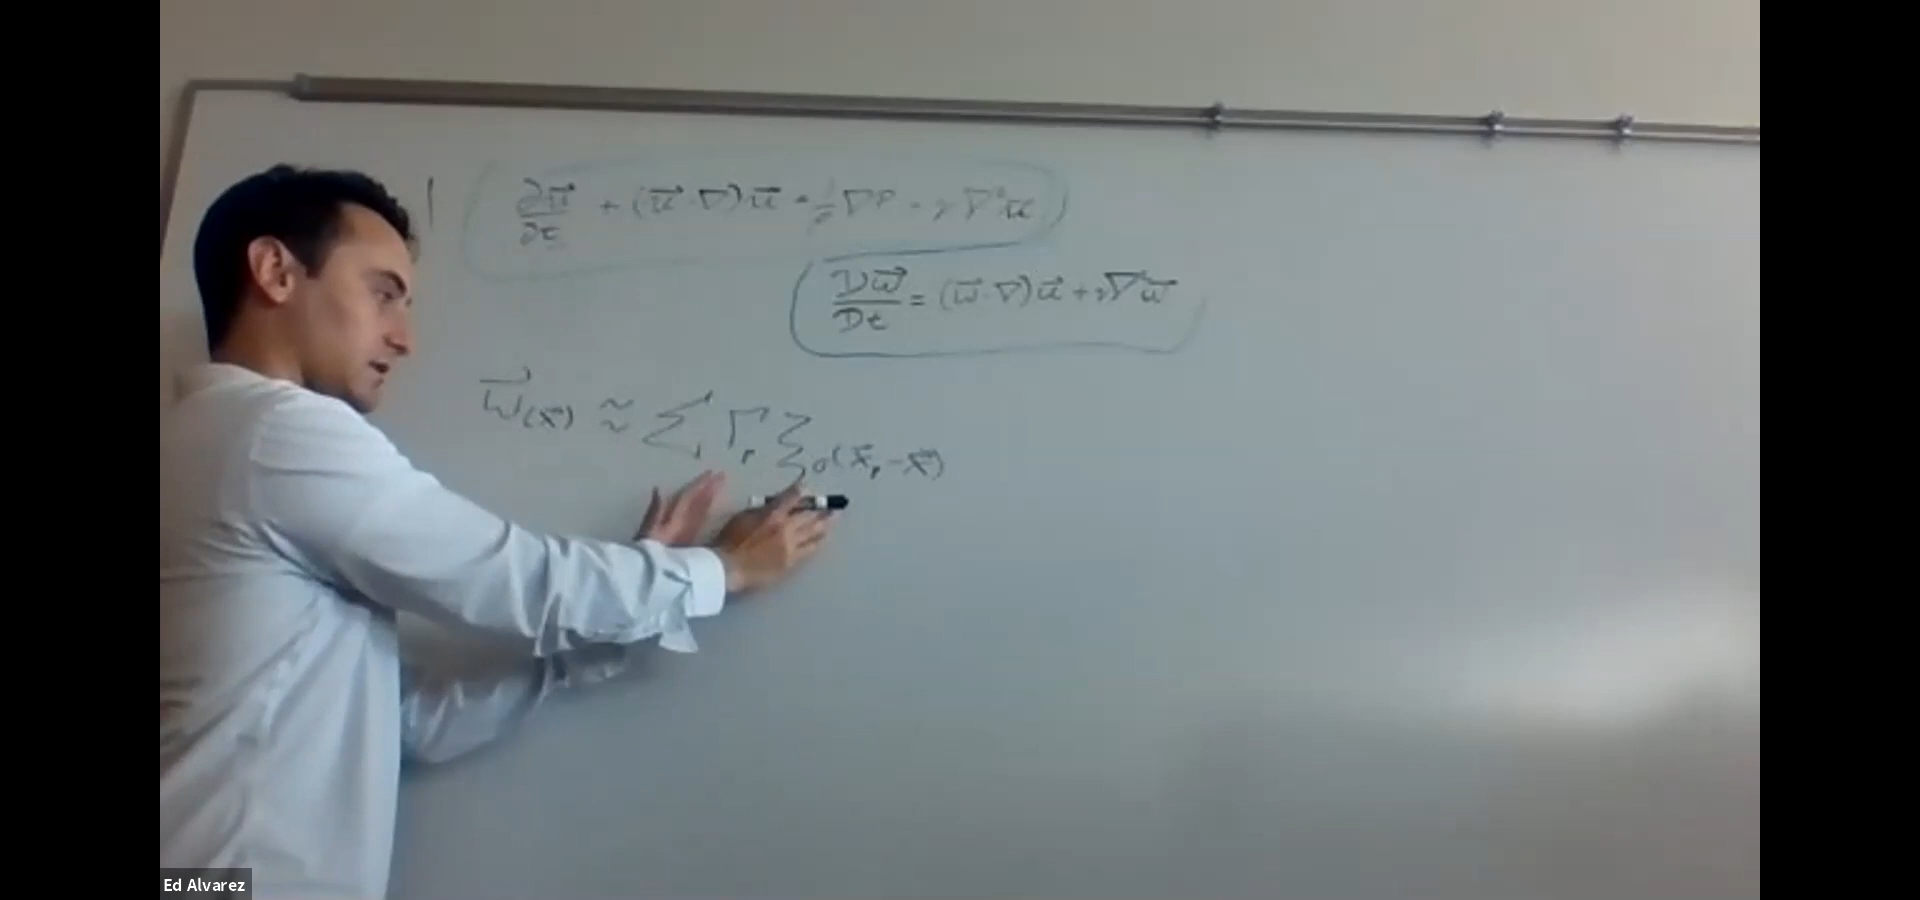 ∂u⃗/∂t + (u⃗·∇)u⃗ = -1/ρ ∇P + ν∇²u⃗
Dω⃗/Dt = (ω⃗·∇)u⃗ + ν∇²ω⃗
ω⃗(x⃗) ≈ Σ Γ⃗ₚ ζσ(x⃗ₚ-x⃗)
Ed Alvarez